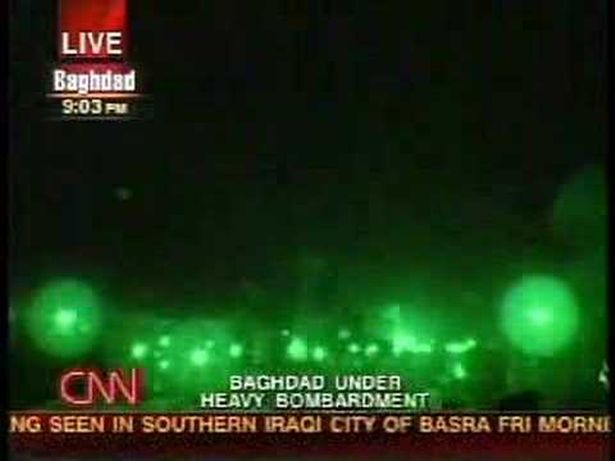 LIVE
Baghdad
9:03 PM
CNN
BAGHDAD UNDER
HEAVY BOMBARDMENT
NG SEEN IN SOUTHERN IRAQI CITY OF BASRA FRI MORNI